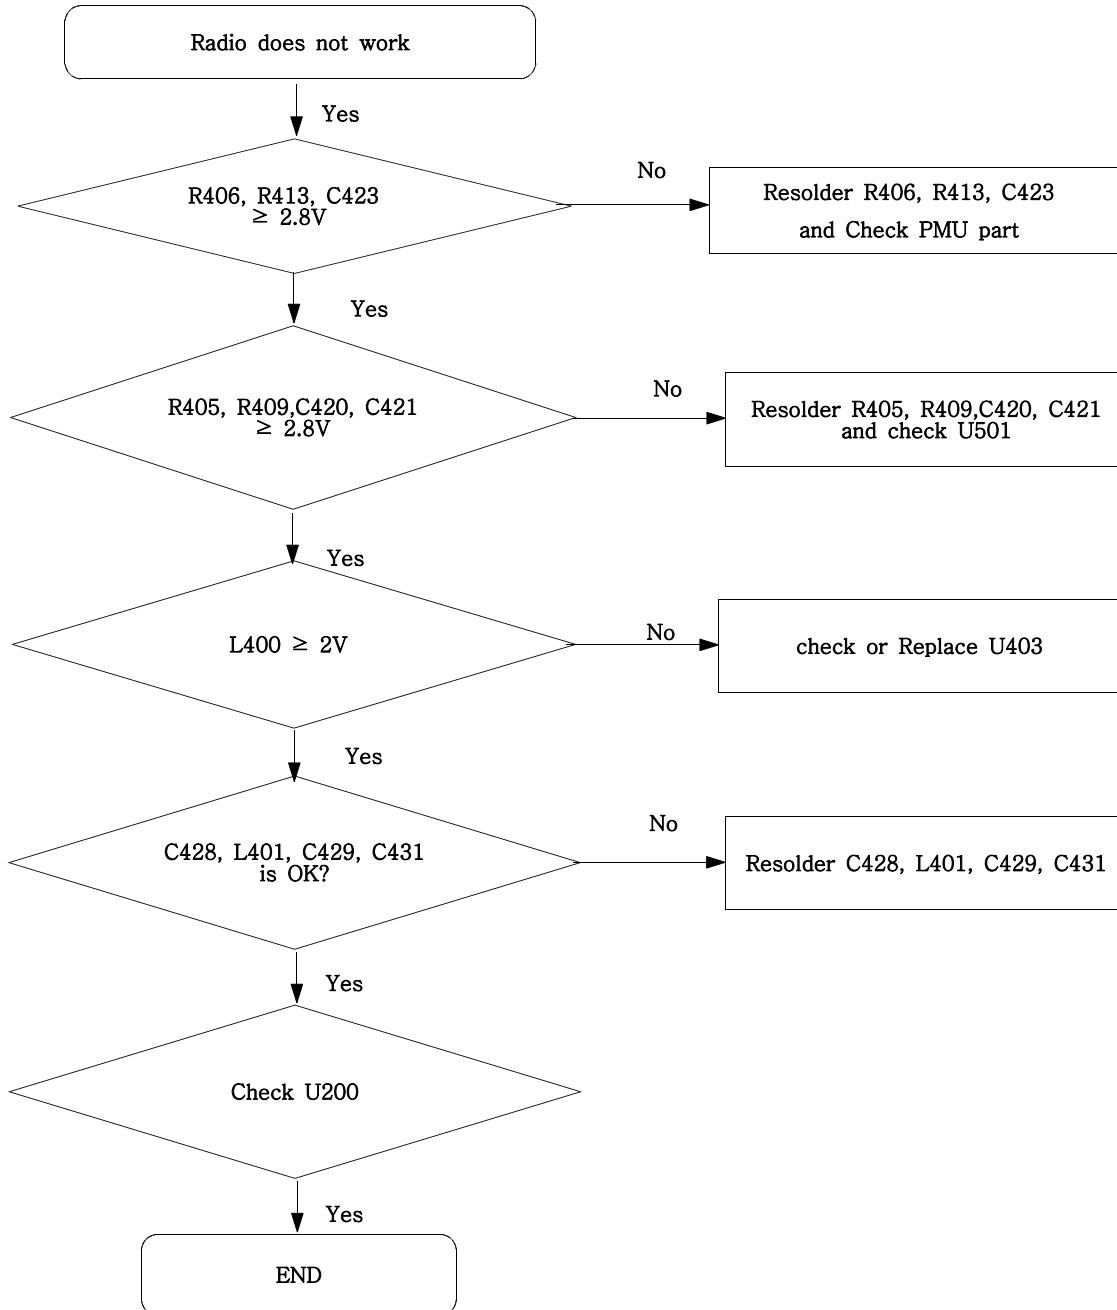 Radio does not work
Yes
R406, R413, C423
≥ 2.8V
No
Resolder R406, R413, C423
and Check PMU part
Yes
R405, R409,C420, C421
≥ 2.8V
No
Resolder R405, R409,C420, C421
and check U501
Yes
L400 ≥ 2V
No
check or Replace U403
Yes
C428, L401, C429, C431
is OK?
No
Resolder C428, L401, C429, C431
Yes
Check U200
Yes
END